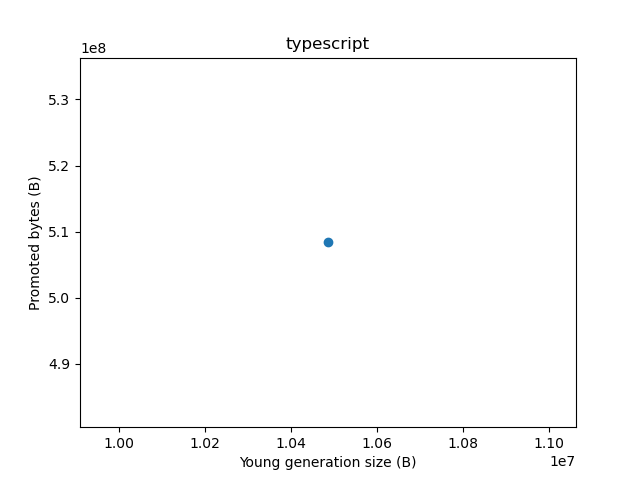 typescript
1e8
5.3
5.2
5.1
5.0
4.9
Promoted bytes (B)
1.00 1.02 1.04 1.06 1.08 1.10
Young generation size (B)
1e7